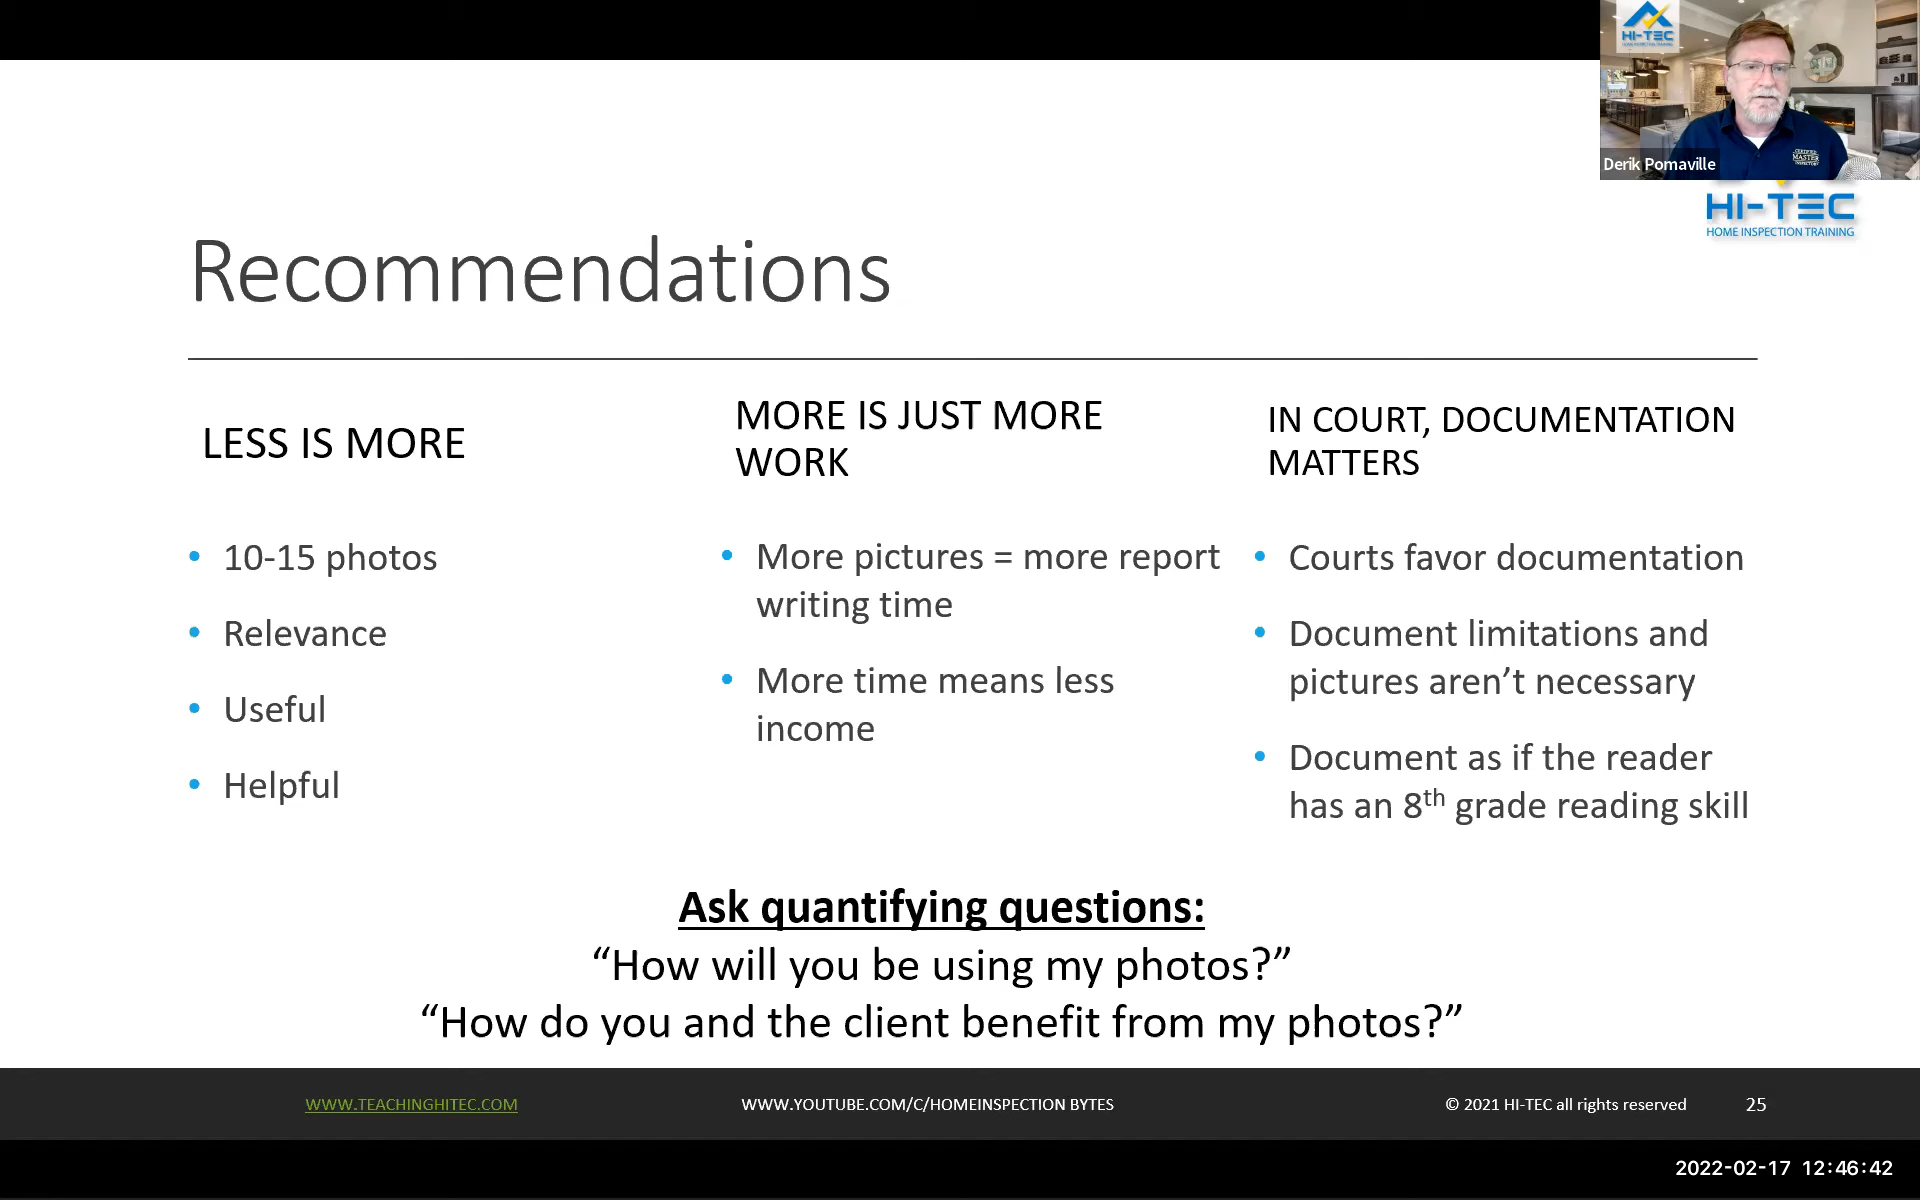 HI-TEC
Derik Pomaville
HI-TEC
HOME INSPECTION TRAINING
Recommendations
LESS IS MORE
• 10-15 photos
• Relevance
• Useful
• Helpful
MORE IS JUST MORE
WORK
• More pictures = more report
writing time
• More time means less
income
IN COURT, DOCUMENTATION
MATTERS
• Courts favor documentation
• Document limitations and
pictures aren’t necessary
• Document as if the reader
has an 8th grade reading skill
Ask quantifying questions:
“How will you be using my photos?”
“How do you and the client benefit from my photos?”
WWW.TEACHINGHITEC.COM
WWW.YOUTUBE.COM/C/HOMEINSPECTION BYTES
© 2021 HI-TEC all rights reserved
25
2022-02-17 12:46:42